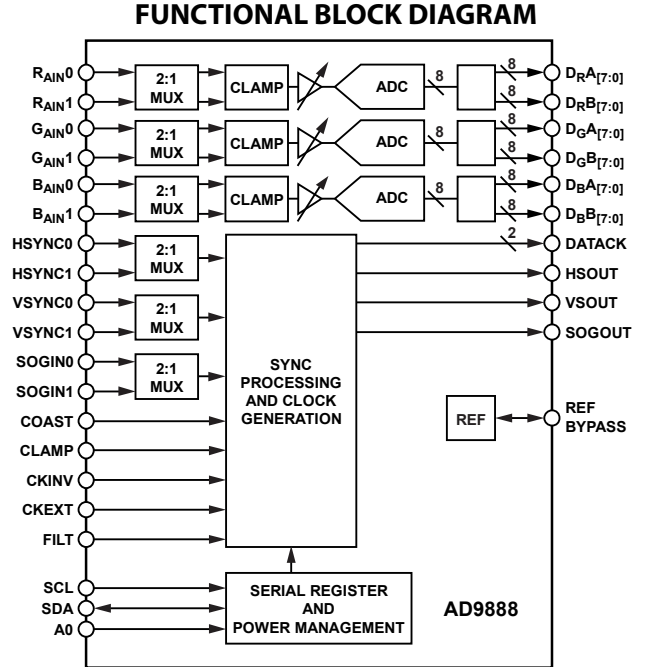 FUNCTIONAL BLOCK DIAGRAM
RAIN0
RAIN1
2:1
MUX
CLAMP
ADC
8
8
8
DRA[7:0]
DRB[7:0]
GAIN0
GAIN1
2:1
MUX
CLAMP
ADC
8
8
8
DGA[7:0]
DGB[7:0]
BAIN0
BAIN1
2:1
MUX
CLAMP
ADC
8
8
8
DBA[7:0]
DBB[7:0]
HSYNC0
HSYNC1
2:1
MUX
VSYNC0
VSYNC1
2:1
MUX
SOGIN0
SOGIN1
2:1
MUX
COAST
CLAMP
CKINV
CKEXT
FILT
SYNC
PROCESSING
AND CLOCK
GENERATION
2
DATACK
HSOUT
VSOUT
SOGOUT
REF
REF
BYPASS
SCL
SDA
A0
SERIAL REGISTER
AND
POWER MANAGEMENT
AD9888